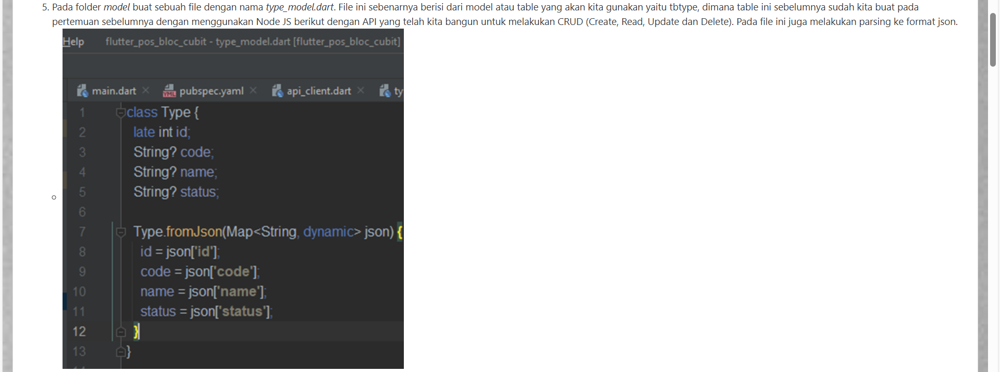 5. Pada folder model buat sebuah file dengan nama type_model.dart. File ini sebenarnya berisi dari model atau table yang akan kita gunakan yaitu tbtype, dimana table ini sebelumnya sudah kita buat pada
pertemuan sebelumnya dengan menggunakan Node JS berikut dengan API yang telah kita bangun untuk melakukan CRUD (Create, Read, Update dan Delete). Pada file ini juga melakukan parsing ke format json.
Help flutter_pos_bloc_cubit - type_model.dart [flutter_pos_bloc_cubit]
main.dart pubspec.yaml api_client.dart ty
1 class Type {
2 late int id;
3 String? code;
4 String? name;
5 String? status;
6
7 Type.fromJson(Map<String, dynamic> json) {
8 id = json['id'];
9 code = json['code'];
10 name = json['name'];
11 status = json['status'];
12 }
13 }